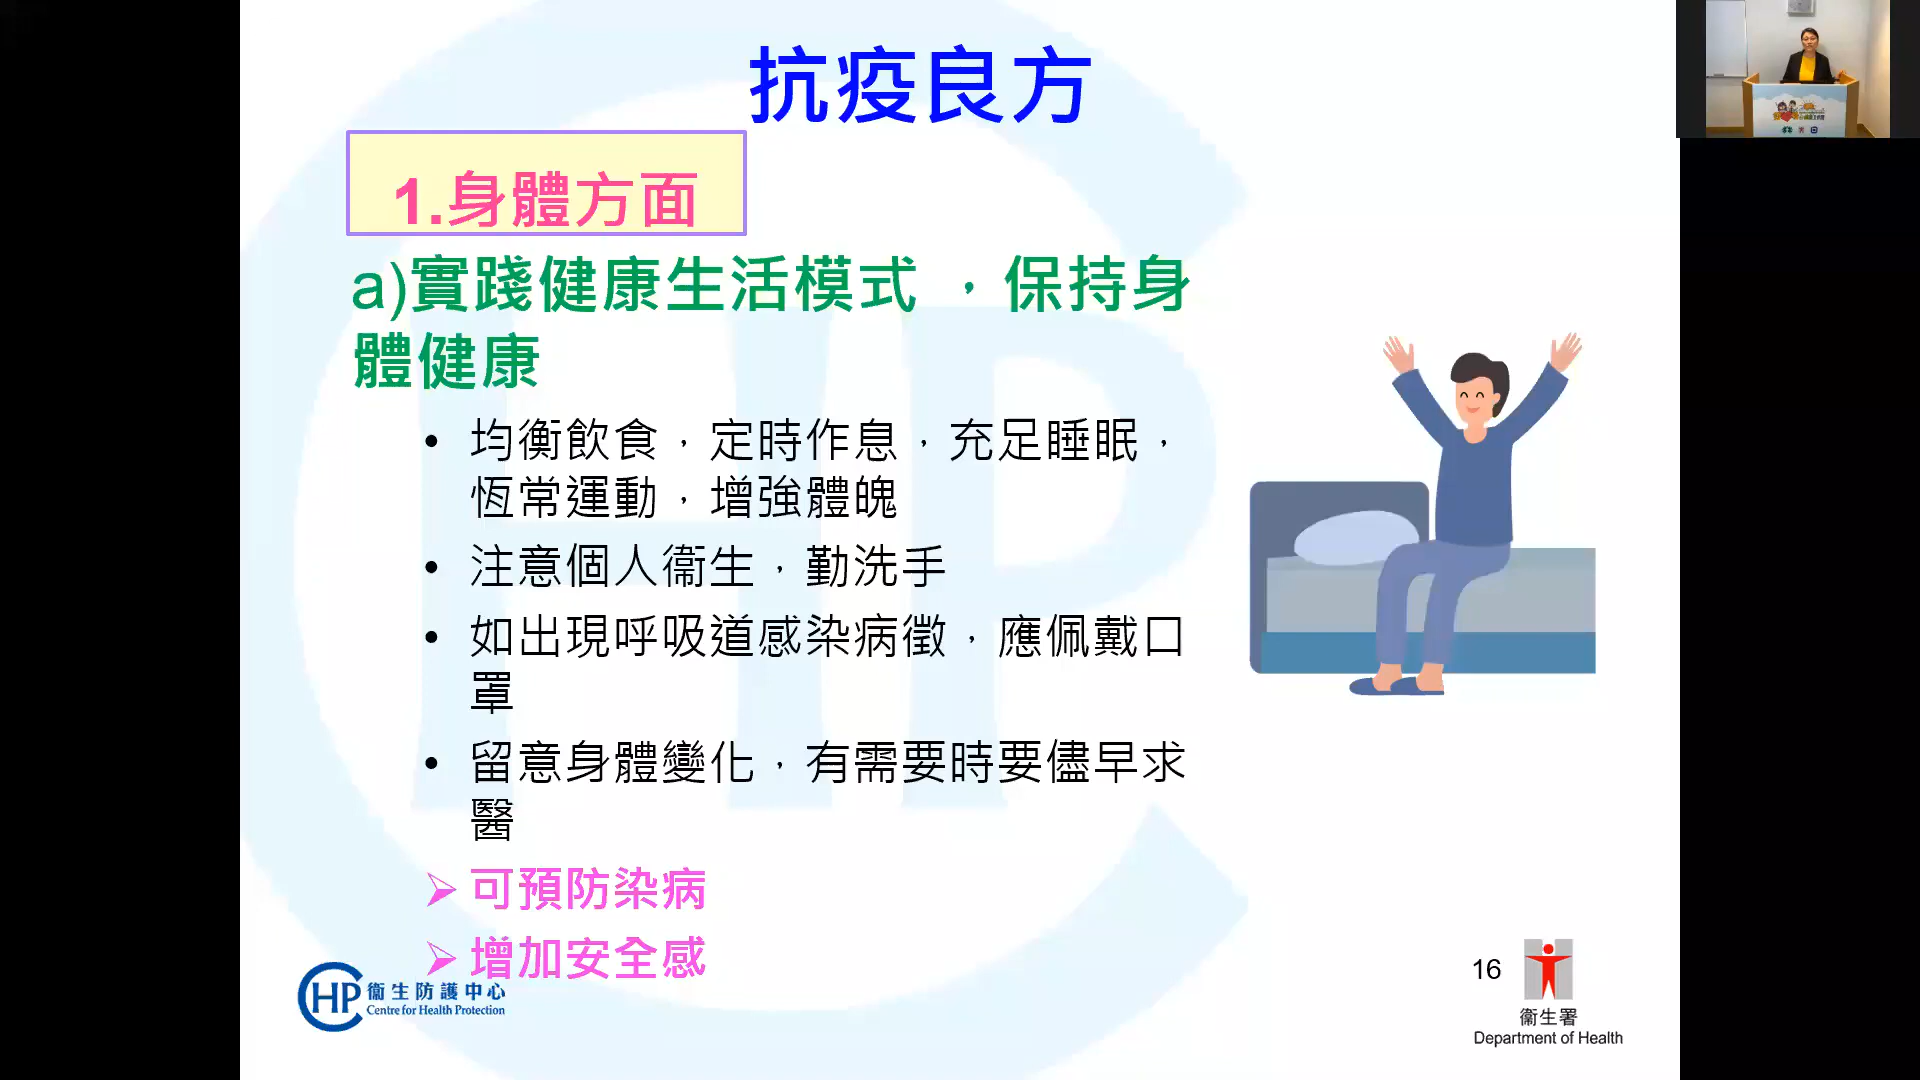 抗疫良方
1.身體方面
a)實踐健康生活模式 ，保持身
體健康
• 均衡飲食，定時作息，充足睡眠，
恆常運動，增強體魄
• 注意個人衞生，勤洗手
• 如出現呼吸道感染病徵，應佩戴口
罩
• 留意身體變化，有需要時要儘早求
醫
➢ 可預防染病
➢ 增加安全感
CHP 衞生防護中心
Centre for Health Protection
16
衞生署
Department of Health